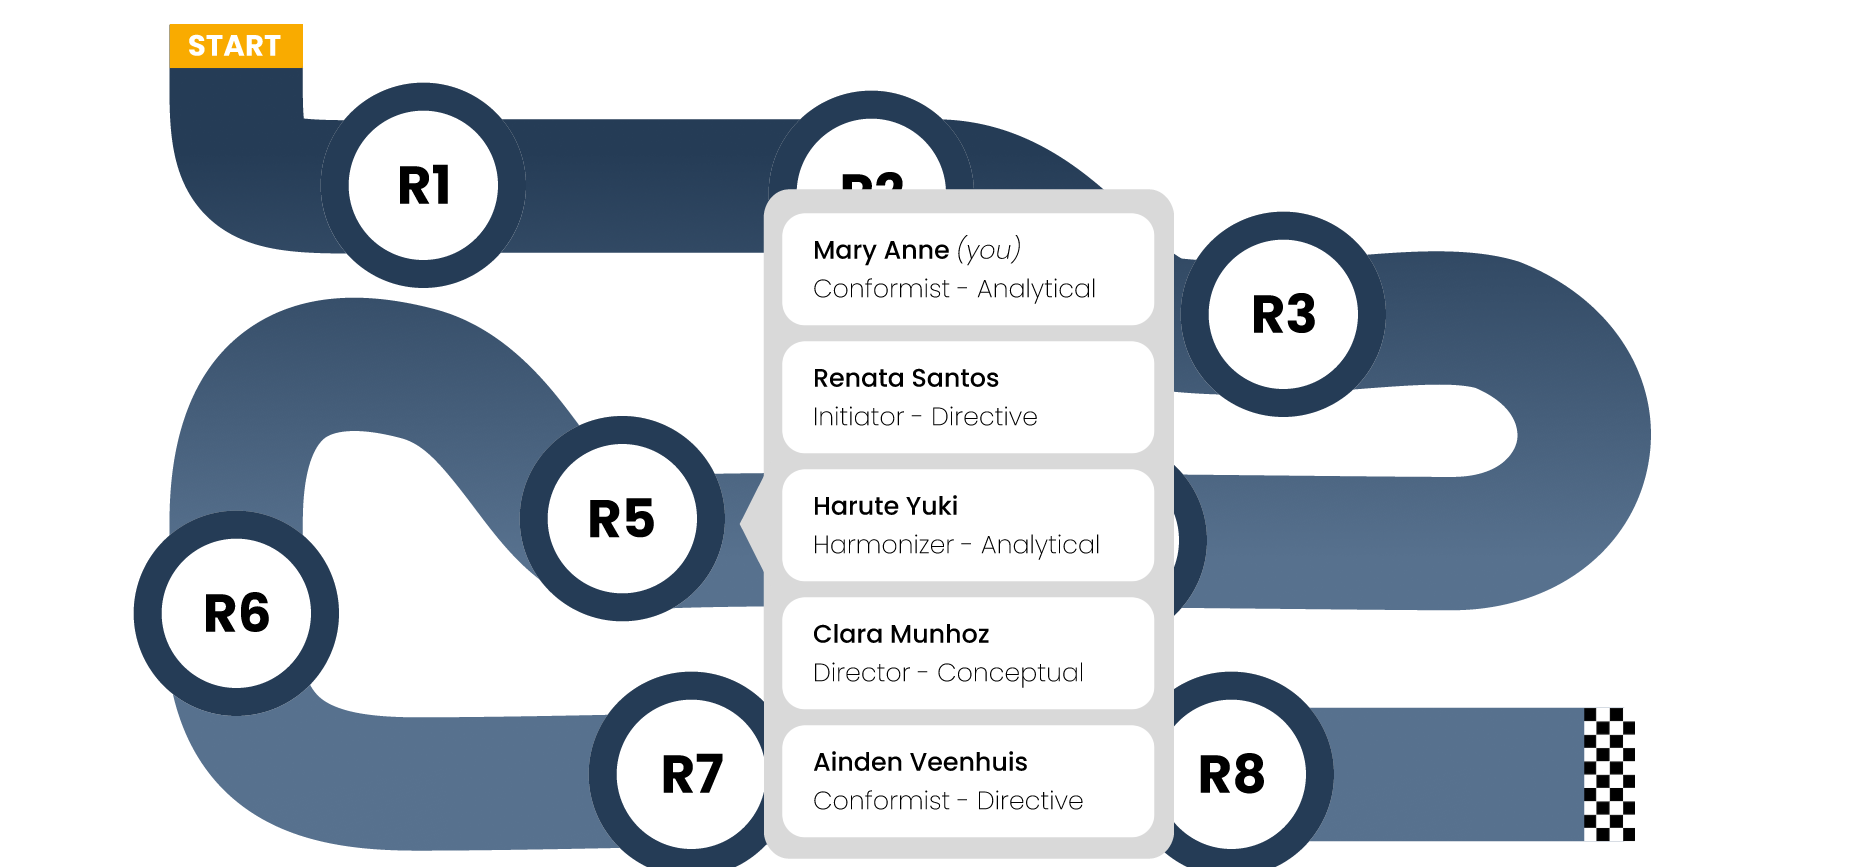 START
R1
R2
R3
Mary Anne (you)
Conformist - Analytical
Renata Santos
Initiator - Directive
Harute Yuki
Harmonizer - Analytical
Clara Munhoz
Director - Conceptual
Ainden Veenhuis
Conformist - Directive
R5
R6
R7
R8